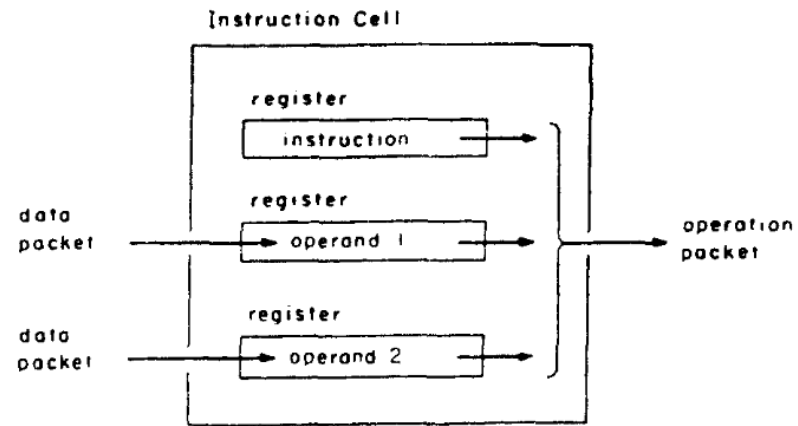 Instruction Cell
register
instruction
register
data
packet
operand 1
operation
packet
register
data
packet
operand 2